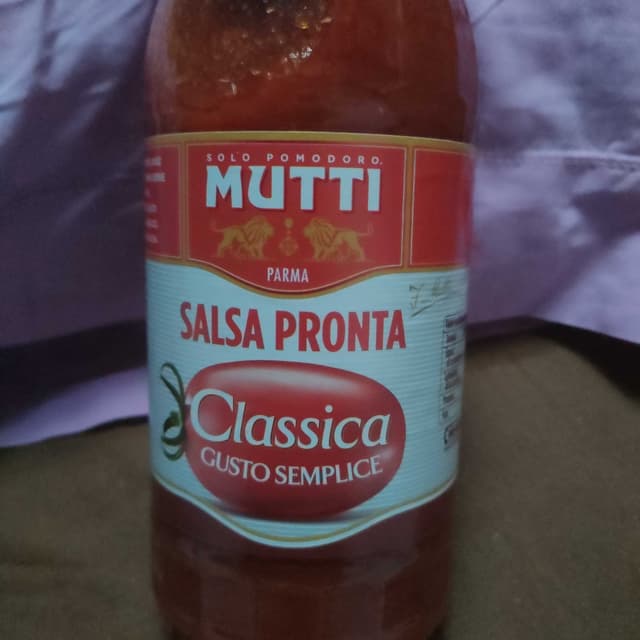 SOLO POMODORO.
MUTTI
PARMA
SALSA PRONTA
Classica
GUSTO SEMPLICE